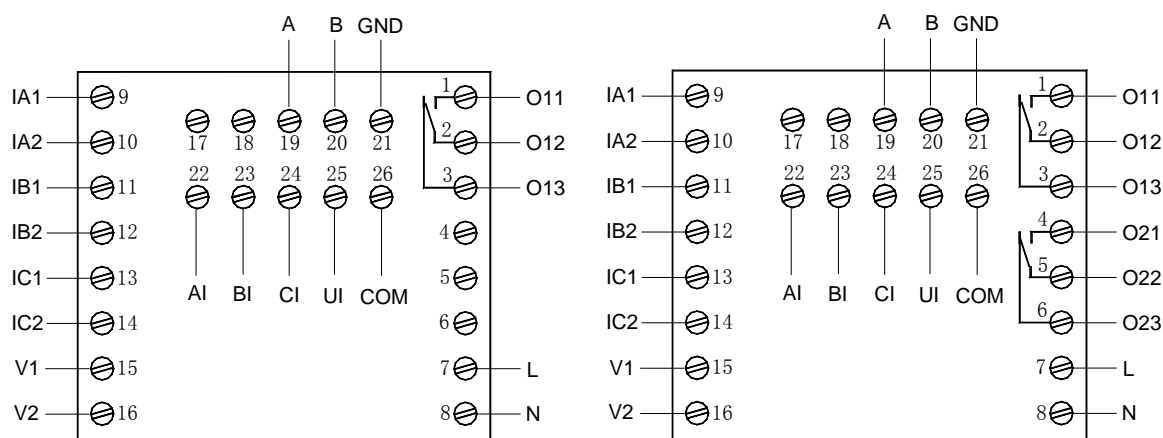 A B GND A B GND
IA1 9 1 O11 IA1 9 1 O11
IA2 10 17 18 19 20 21 2 O12 IA2 10 17 18 19 20 21 2 O12
IB1 11 22 23 24 25 26 3 O13 IB1 11 22 23 24 25 26 3 O13
IB2 12 4 IB2 12 4 O21
IC1 13 AI BI CI UI COM 5 IC1 13 AI BI CI UI COM 5 O22
IC2 14 6 IC2 14 6 O23
V1 15 7 L V1 15 7 L
V2 16 8 N V2 16 8 N